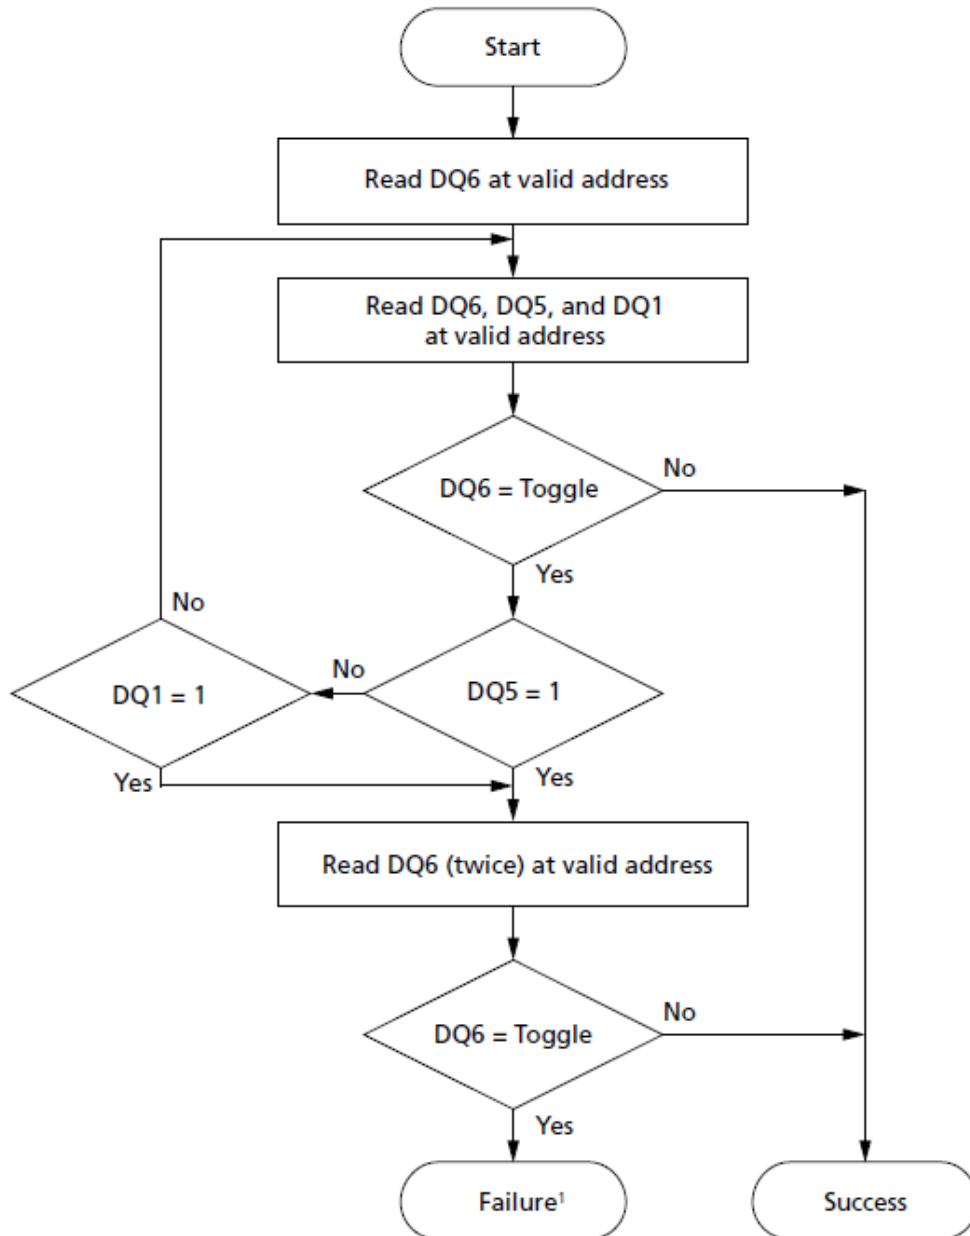 Start
Read DQ6 at valid address
Read DQ6, DQ5, and DQ1
at valid address
DQ6 = Toggle
No
Yes
No
DQ1 = 1
No
DQ5 = 1
Yes
Yes
Read DQ6 (twice) at valid address
DQ6 = Toggle
No
Yes
Failure¹
Success